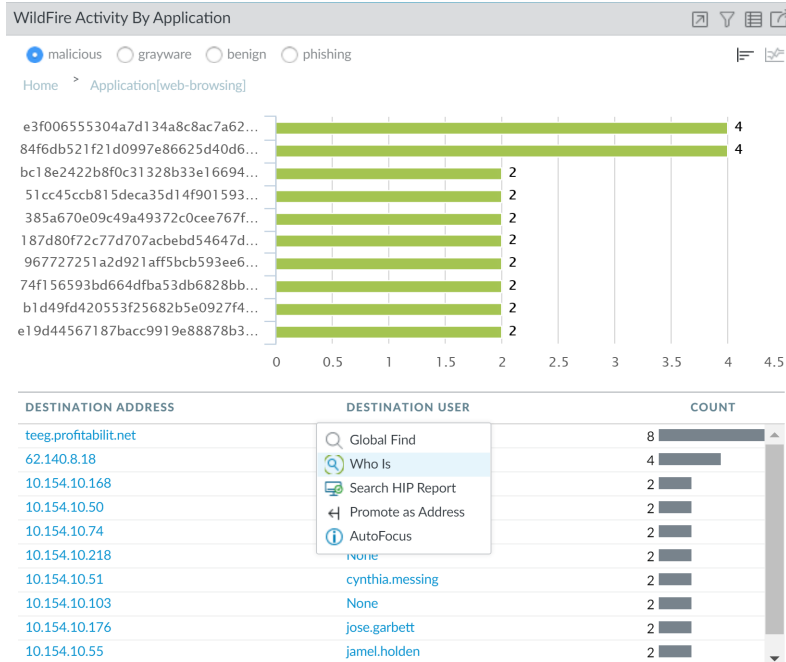 WildFire Activity By Application
malicious grayware benign phishing
Home > Application[web-browsing]
e3f006555304a7d134a8c8ac7a62... 4
84f6db521f21d0997e86625d40d6... 4
bc18e2422b8f0c31328b33e16694... 2
51cc45ccb815deca35d14f901593... 2
385a670e09c49a49372c0cee767f... 2
187d80f72c77d707acbebd54647d... 2
967727251a2d921aff5bcb593ee6... 2
74f156593bd664dfba53db6828bb... 2
b1d49fd420553f25682b5e0927f4... 2
e19d44567187bacc9919e88878b3... 2
0 0.5 1 1.5 2 2.5 3 3.5 4 4.5
DESTINATION ADDRESS DESTINATION USER COUNT
teeg.profitabilit.net 8
Global Find
62.140.8.18 4
Who Is
10.154.10.168 2
Search HIP Report
10.154.10.50 2
Promote as Address
10.154.10.74 2
AutoFocus
10.154.10.218 None 2
10.154.10.51 cynthia.messing 2
10.154.10.103 None 2
10.154.10.176 jose.garbett 2
10.154.10.55 jamel.holden 2